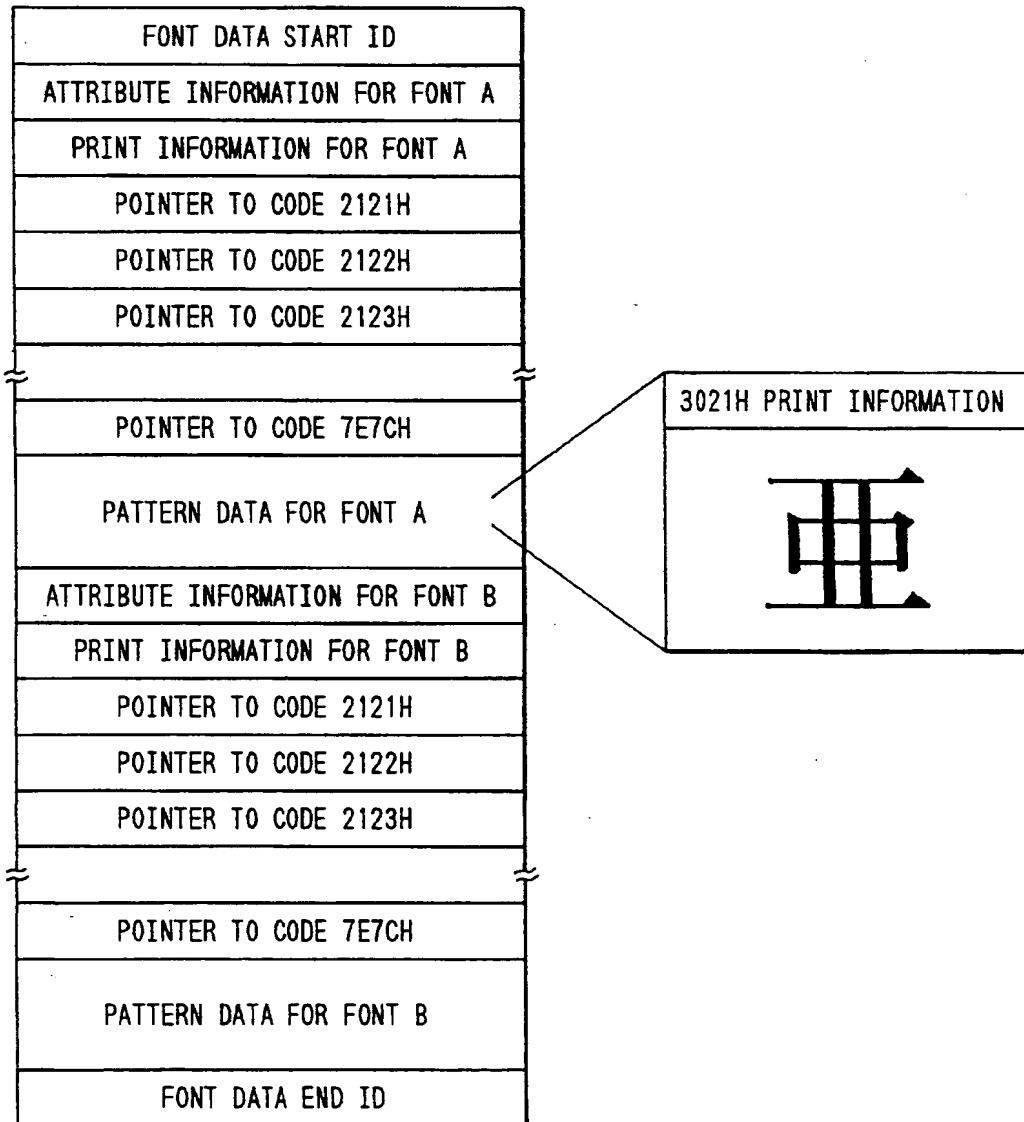 FONT DATA START ID
ATTRIBUTE INFORMATION FOR FONT A
PRINT INFORMATION FOR FONT A
POINTER TO CODE 2121H
POINTER TO CODE 2122H
POINTER TO CODE 2123H
POINTER TO CODE 7E7CH
PATTERN DATA FOR FONT A
3021H PRINT INFORMATION
亜
ATTRIBUTE INFORMATION FOR FONT B
PRINT INFORMATION FOR FONT B
POINTER TO CODE 2121H
POINTER TO CODE 2122H
POINTER TO CODE 2123H
POINTER TO CODE 7E7CH
PATTERN DATA FOR FONT B
FONT DATA END ID